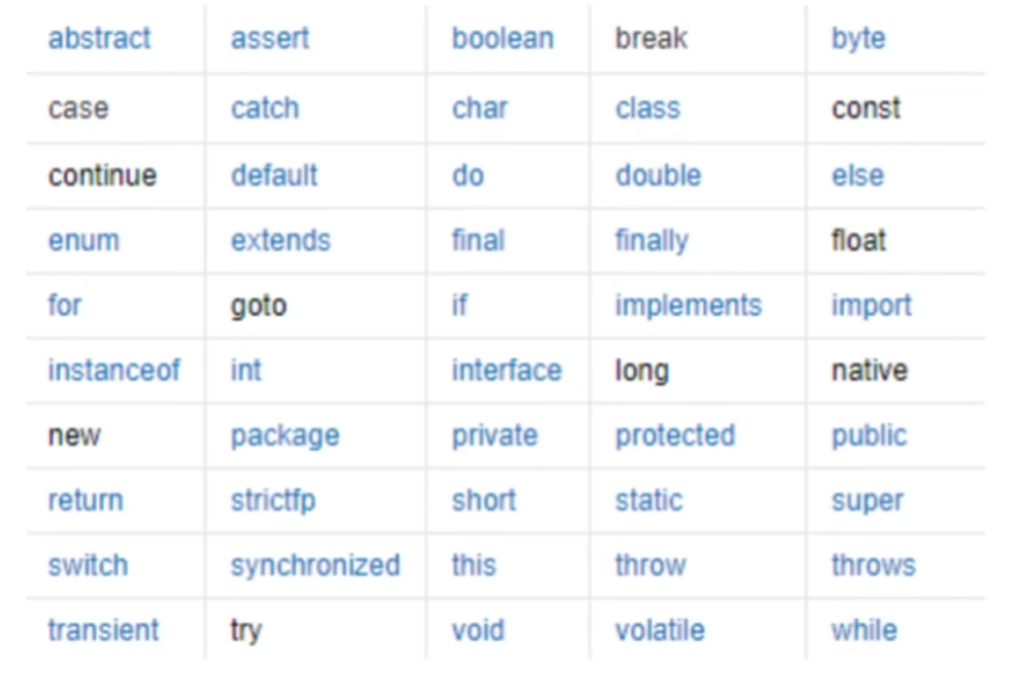 abstract assert boolean break byte
case catch char class const
continue default do double else
enum extends final finally float
for goto if implements import
instanceof int interface long native
new package private protected public
return strictfp short static super
switch synchronized this throw throws
transient try void volatile while